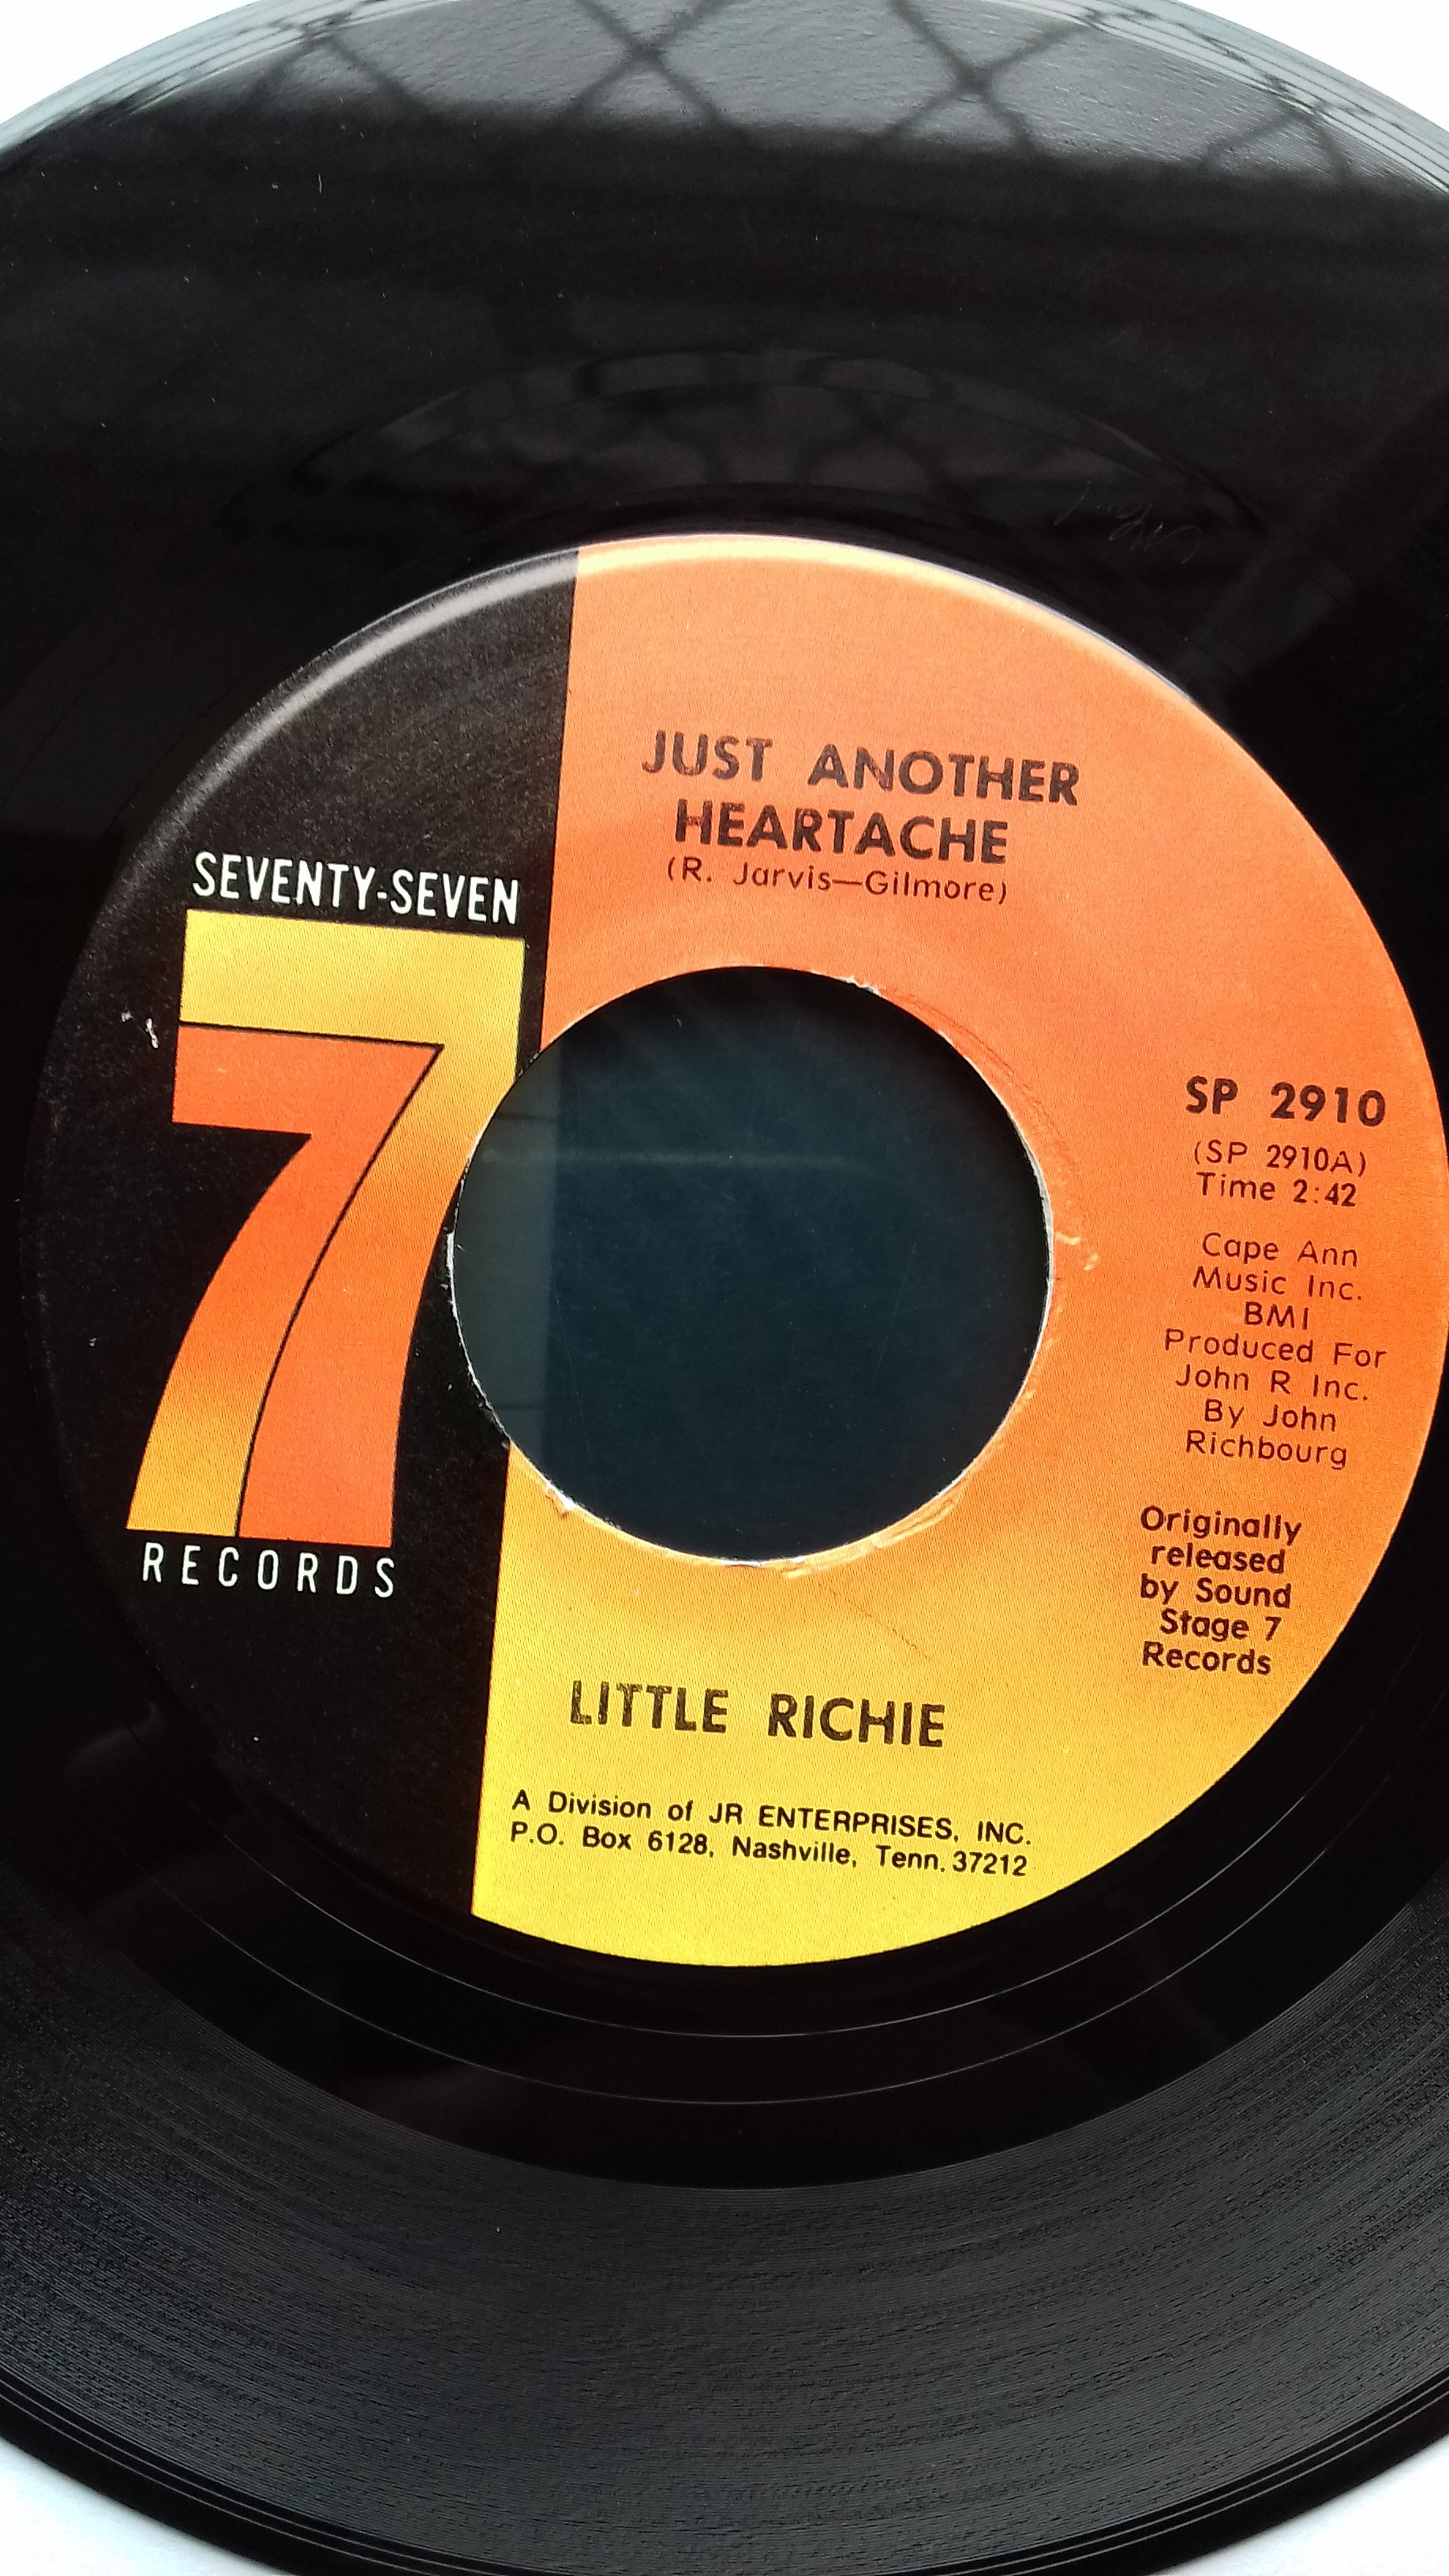 JUST ANOTHER
HEARTACHE
(R. Jarvis—Gilmore)
SEVENTY-SEVEN
77
RECORDS
SP 2910
(SP 2910A)
Time 2:42
Cape Ann
Music Inc.
BMI
Produced For
John R Inc.
By John
Richbourg
Originally
released
by Sound
Stage 7
Records
LITTLE RICHIE
A Division of JR ENTERPRISES, INC.
P.O. Box 6128, Nashville, Tenn. 37212